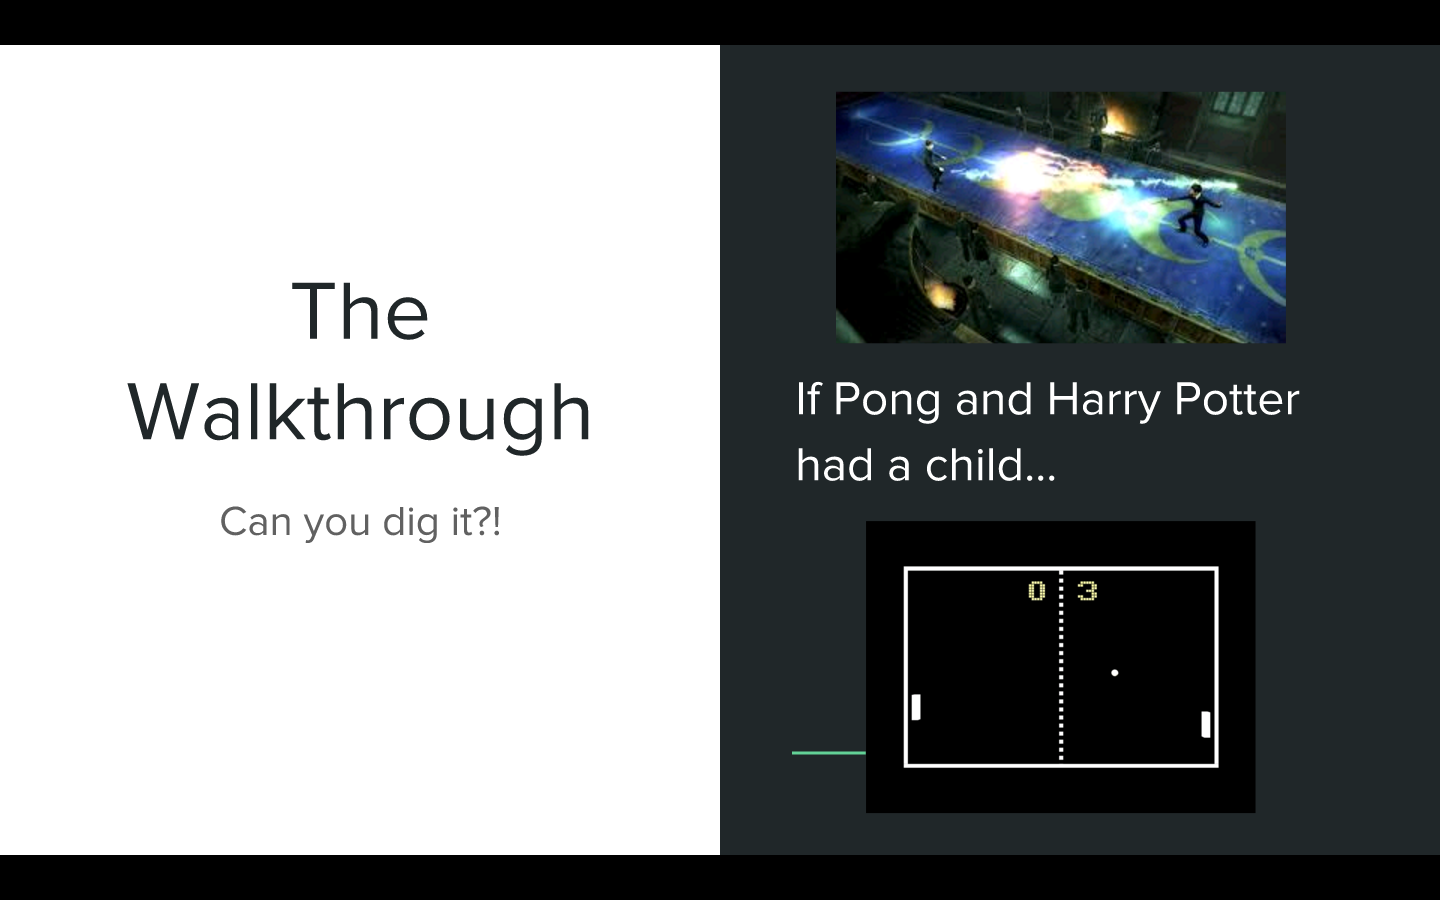 The
Walkthrough
Can you dig it?!
If Pong and Harry Potter
had a child...
0 3